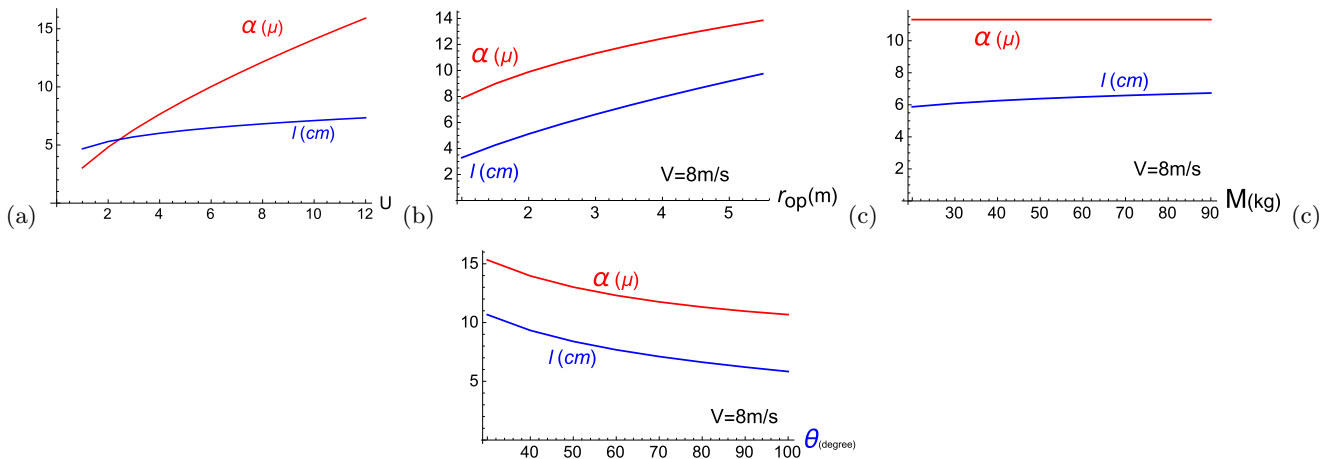 15
10
5
α (μ)
l (cm)
2 4 6 8 10 12 U
(a)
14
12
10
8
6
4
2
α (μ)
l (cm)
V=8m/s
2 3 4 5 r_op(m)
(b)
10
8
6
4
2
α (μ)
l (cm)
V=8m/s
30 40 50 60 70 80 90 M(kg)
(c)
(c)
15
10
5
α (μ)
l (cm)
V=8m/s
40 50 60 70 80 90 100 θ(degree)